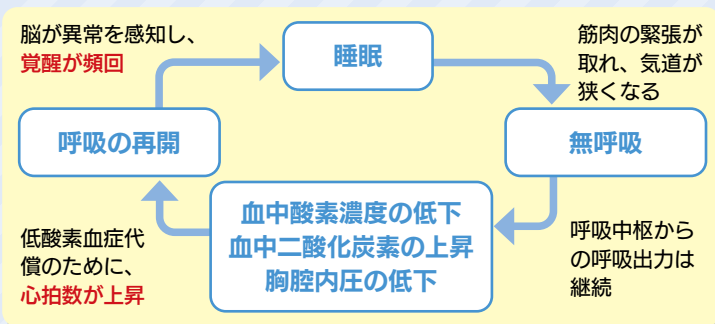 脳が異常を感知し、
覚醒が頻回
睡眠
筋肉の緊張が
取れ、気道が
狭くなる
呼吸の再開
無呼吸
血中酸素濃度の低下
血中二酸化炭素の上昇
胸腔内圧の低下
低酸素血症代
償のために、
心拍数が上昇
呼吸中枢から
の呼吸出力は
継続